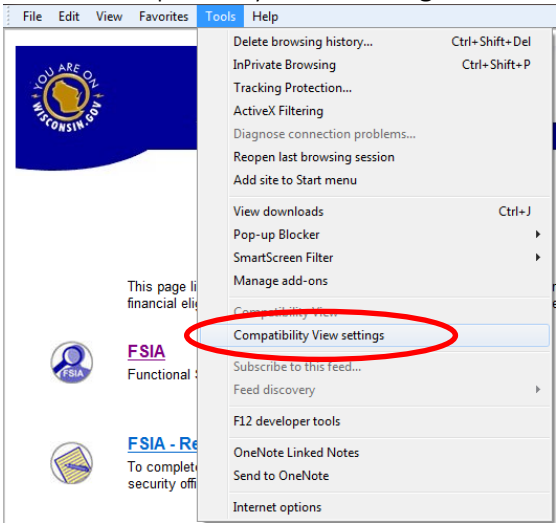 File Edit View Favorites Tools Help
Delete browsing history... Ctrl+Shift+Del
InPrivate Browsing Ctrl+Shift+P
Tracking Protection...
ActiveX Filtering
Diagnose connection problems...
Reopen last browsing session
Add site to Start menu
View downloads Ctrl+J
Pop-up Blocker
SmartScreen Filter
Manage add-ons
Compatibility View
Compatibility View settings
Subscribe to this feed...
Feed discovery
F12 developer tools
OneNote Linked Notes
Send to OneNote
Internet options
YOU ARE ON
WISCONSIN.GOV
This page li
financial elig
FSIA
FSIA
Functional
FSIA - Re
To complet
security offi